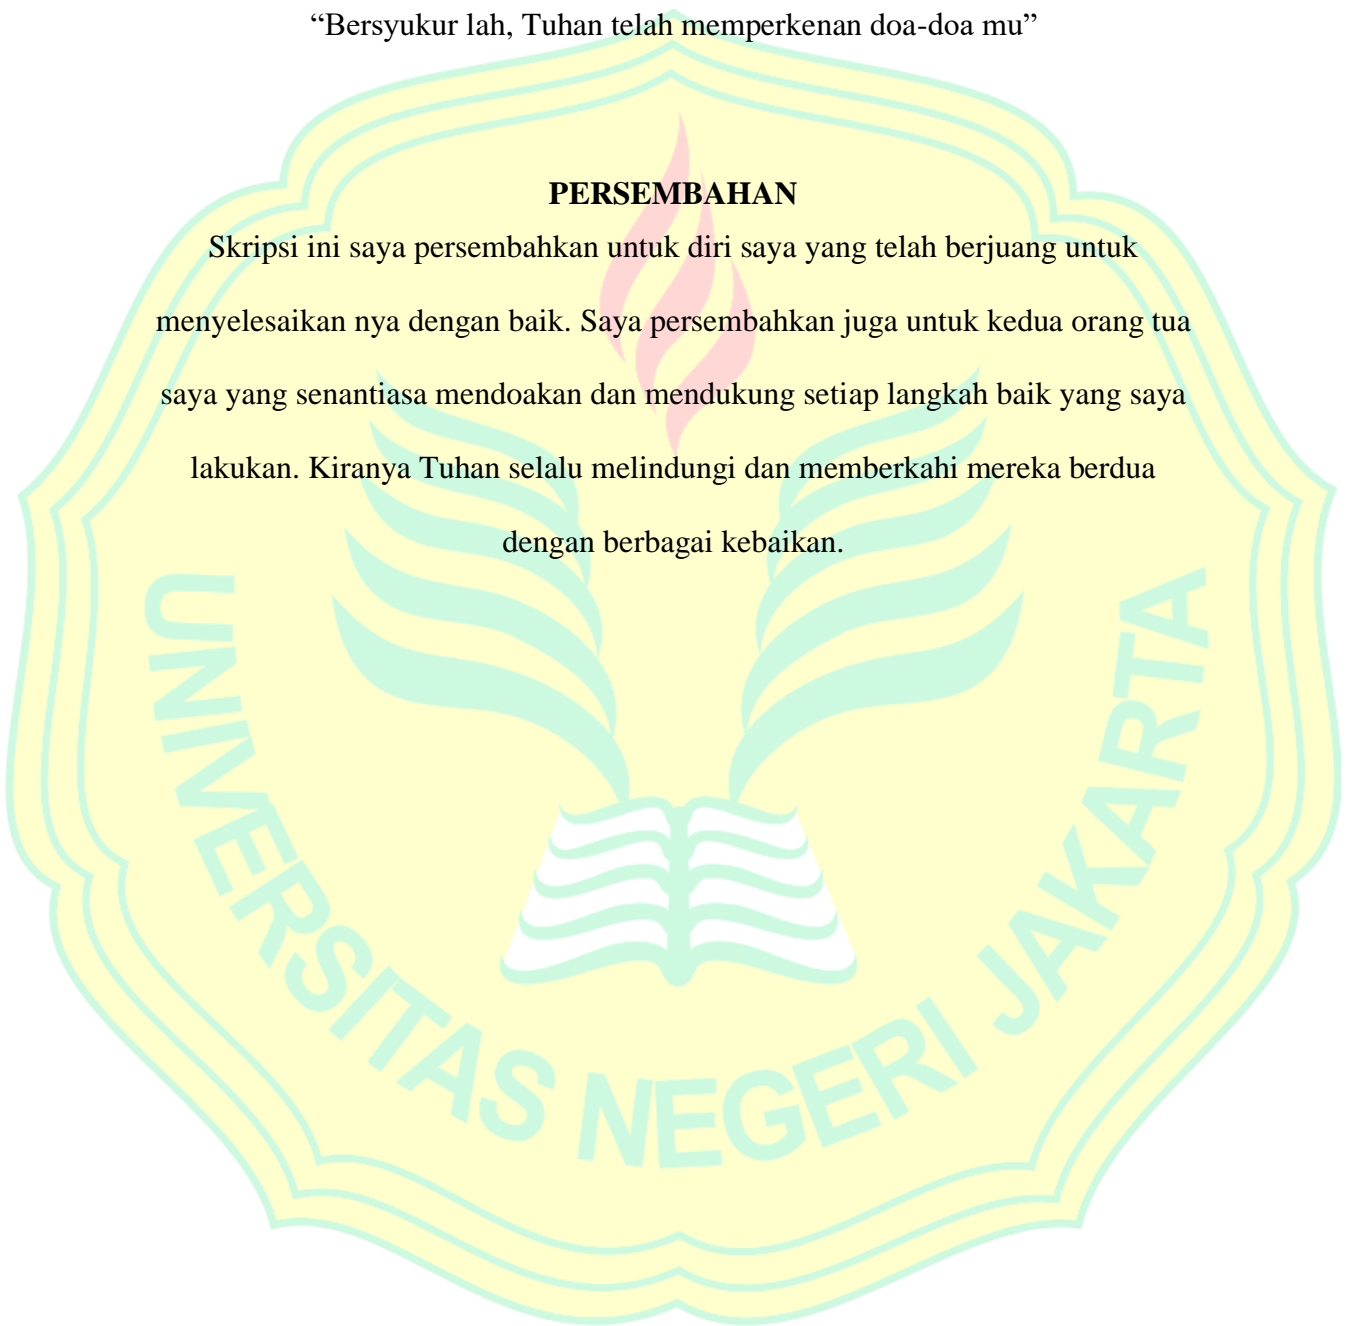 “Bersyukur lah, Tuhan telah memperkenan doa-doa mu”
PERSEMBAHAN
Skripsi ini saya persembahkan untuk diri saya yang telah berjuang untuk
menyelesaikan nya dengan baik. Saya persembahkan juga untuk kedua orang tua
saya yang senantiasa mendoakan dan mendukung setiap langkah baik yang saya
lakukan. Kiranya Tuhan selalu melindungi dan memberkahi mereka berdua
dengan berbagai kebaikan.
UNIVERSITAS NEGERI JAKARTA